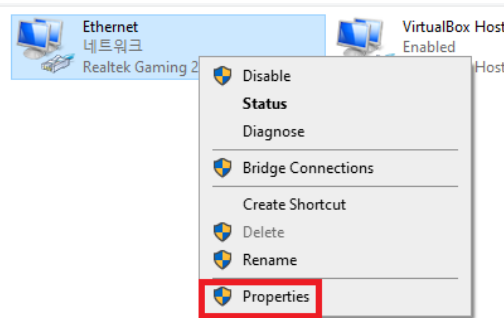 Ethernet
네트워크
Realtek Gaming 2
VirtualBox Host
Enabled
Host
Disable
Status
Diagnose
Bridge Connections
Create Shortcut
Delete
Rename
Properties